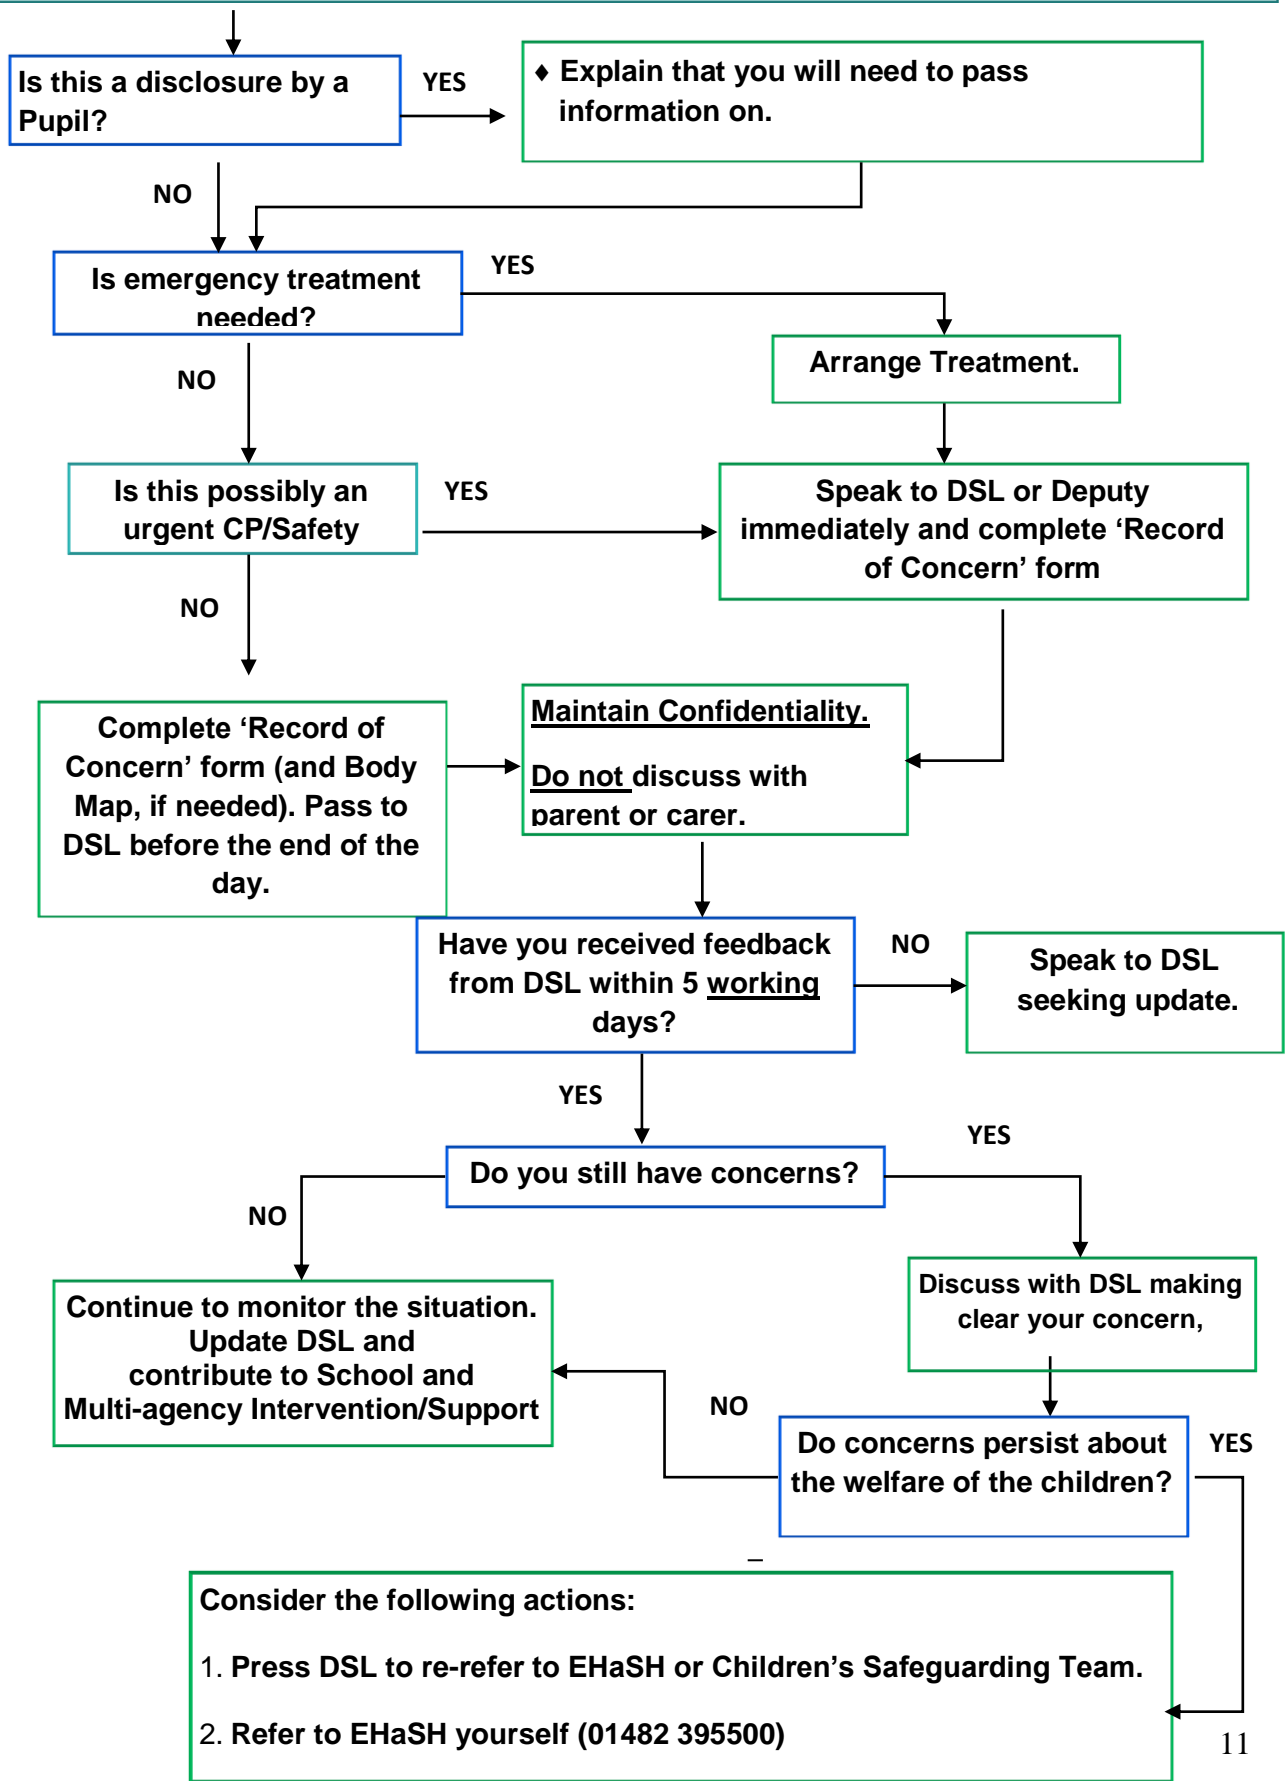 Is this a disclosure by a
Pupil?
YES
♦ Explain that you will need to pass
information on.
NO
Is emergency treatment
needed?
YES
NO
Arrange Treatment.
Is this possibly an
urgent CP/Safety
YES
Speak to DSL or Deputy
immediately and complete ‘Record
of Concern’ form
NO
Complete ‘Record of
Concern’ form (and Body
Map, if needed). Pass to
DSL before the end of the
day.
Maintain Confidentiality.
Do not discuss with
parent or carer.
Have you received feedback
from DSL within 5 working
days?
NO
Speak to DSL
seeking update.
YES
Do you still have concerns?
YES
NO
Continue to monitor the situation.
Update DSL and
contribute to School and
Multi-agency Intervention/Support
Discuss with DSL making
clear your concern,
NO
Do concerns persist about
the welfare of the children?
YES
Consider the following actions:
1. Press DSL to re-refer to EHaSH or Children’s Safeguarding Team.
2. Refer to EHaSH yourself (01482 395500)
11